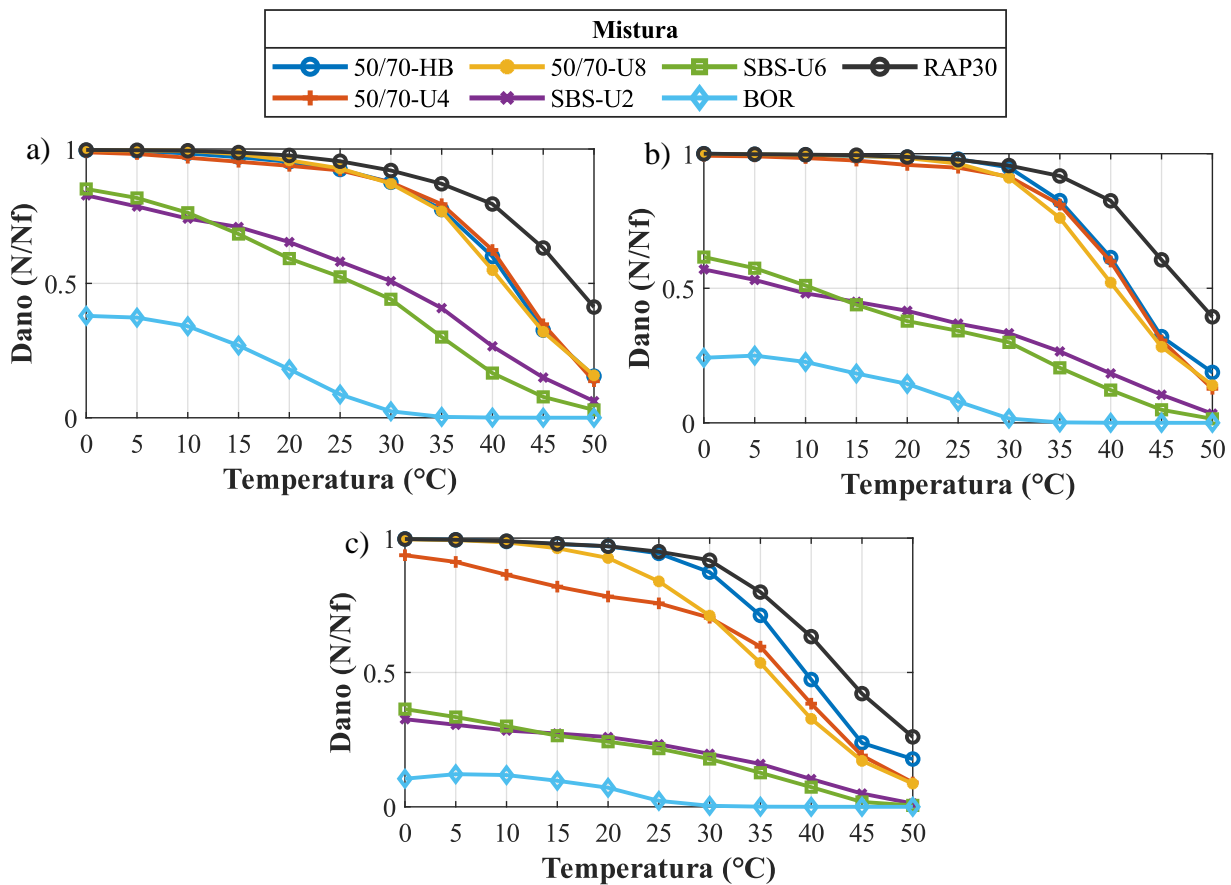 Mistura
50/70-HB 50/70-U8 SBS-U6 RAP30
50/70-U4 SBS-U2 BOR
a)
1
0.5
0
Dano (N/Nf)
0 5 10 15 20 25 30 35 40 45 50
Temperatura (°C)
b)
1
0.5
0
Dano (N/Nf)
0 5 10 15 20 25 30 35 40 45 50
Temperatura (°C)
c)
1
0.5
0
Dano (N/Nf)
0 5 10 15 20 25 30 35 40 45 50
Temperatura (°C)